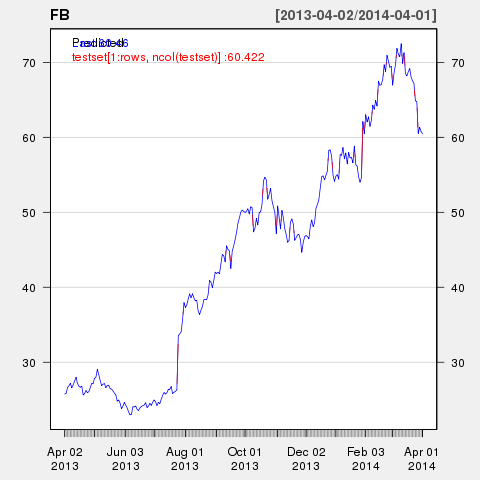 FB [2013-04-02/2014-04-01]
testset[1:rows, ncol(testset)] :60.422
70 70
60 60
50 50
40 40
30 30
Apr 02 Jun 03 Aug 01 Oct 01 Dec 02 Feb 03 Apr 01
2013 2013 2013 2013 2013 2014 2014